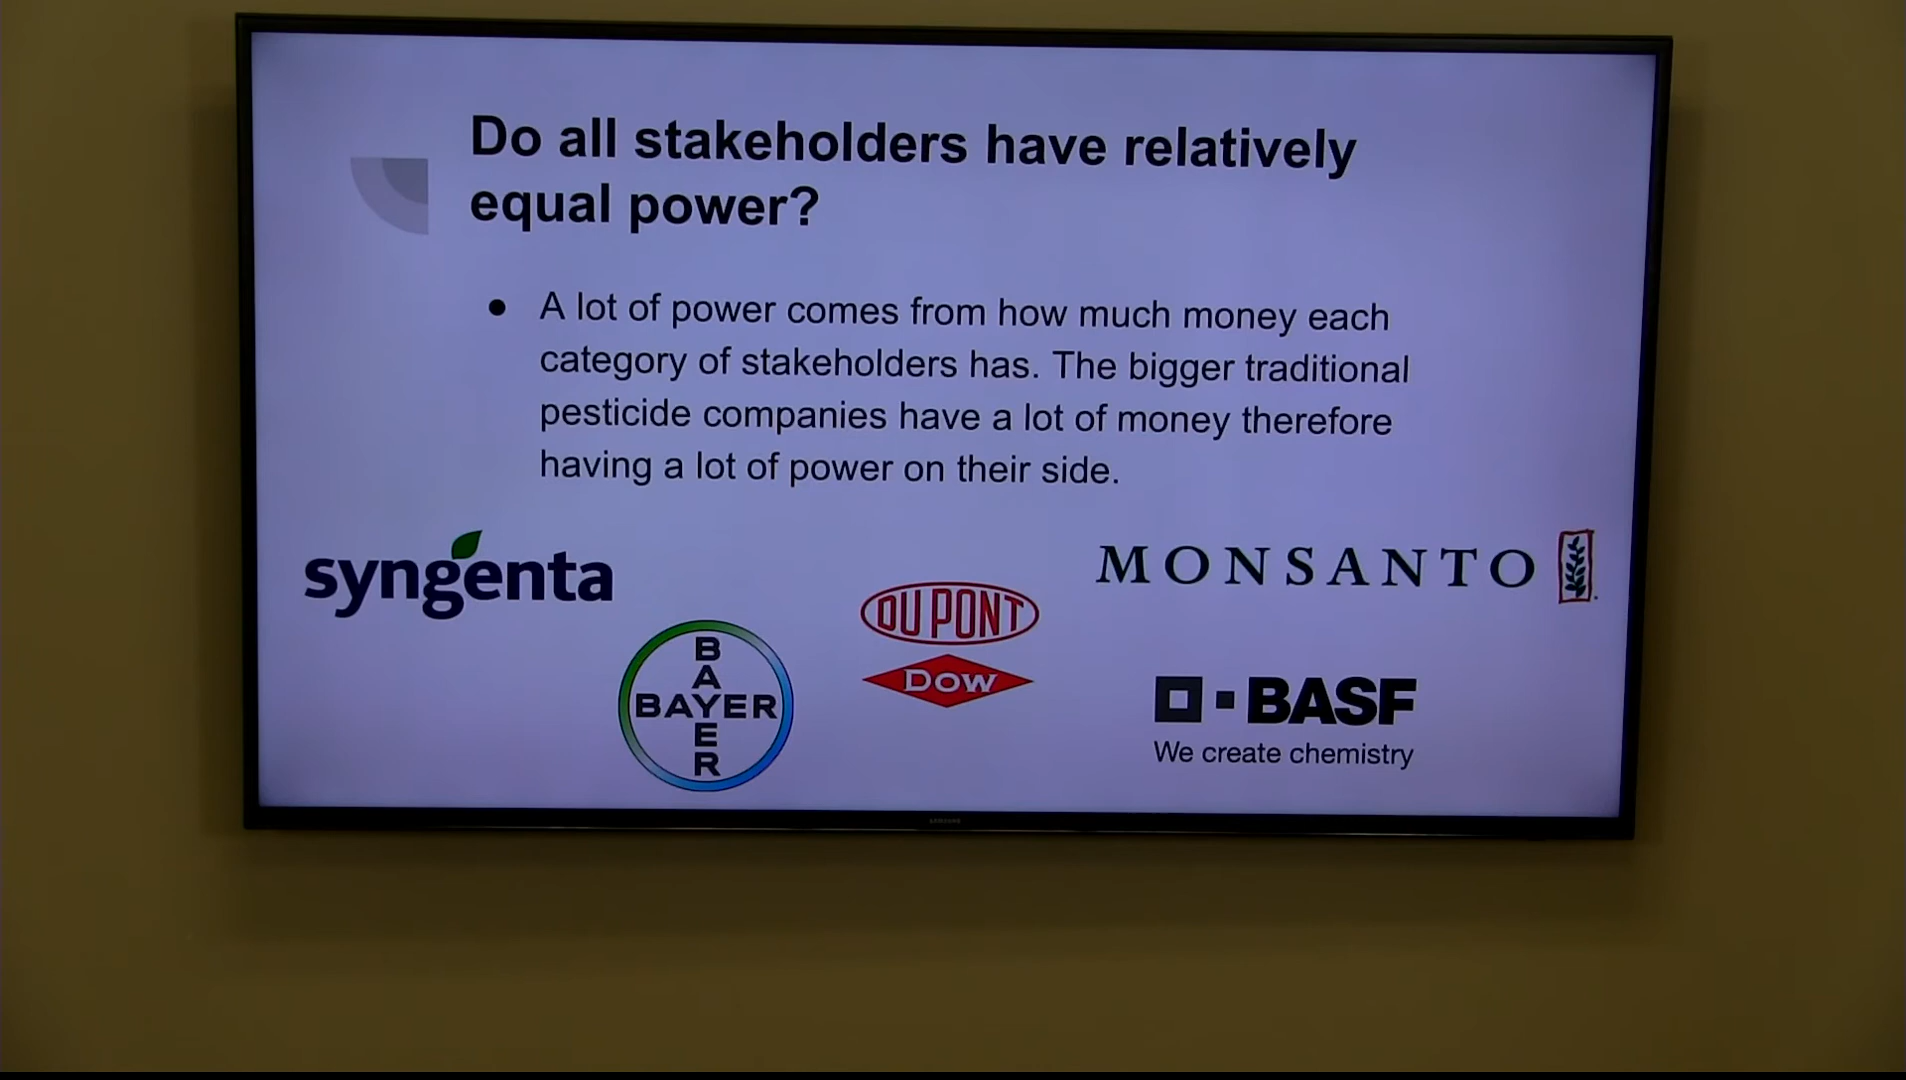 Do all stakeholders have relatively
equal power?
● A lot of power comes from how much money each
category of stakeholders has. The bigger traditional
pesticide companies have a lot of money therefore
having a lot of power on their side.
syngenta
BAYER
BAYER
DU PONT
DOW
MONSANTO
BASF
We create chemistry
SAMSUNG